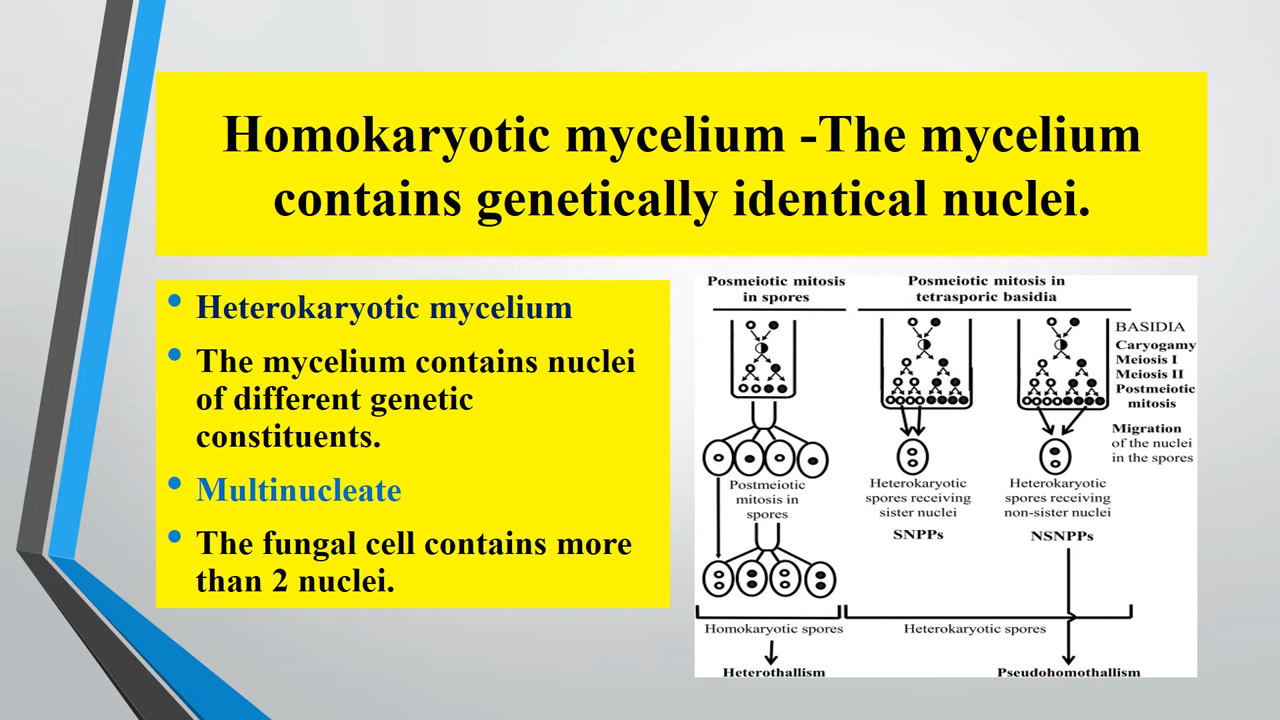 Homokaryotic mycelium -The mycelium
contains genetically identical nuclei.
• Heterokaryotic mycelium
• The mycelium contains nuclei
of different genetic
constituents.
• Multinucleate
• The fungal cell contains more
than 2 nuclei.
Posmeiotic mitosis
in spores
Posmeiotic mitosis in
tetrasporic basidia
BASIDIA
Caryogamy
Meiosis I
Meiosis II
Postmeiotic
mitosis
Migration
of the nuclei
in the spores
Postmeiotic
mitosis in
spores
Heterokaryotic
spores receiving
sister nuclei
SNPPs
Heterokaryotic
spores receiving
non-sister nuclei
NSNPPs
Homokaryotic spores
Heterokaryotic spores
Heterothallism
Pseudohomothallism